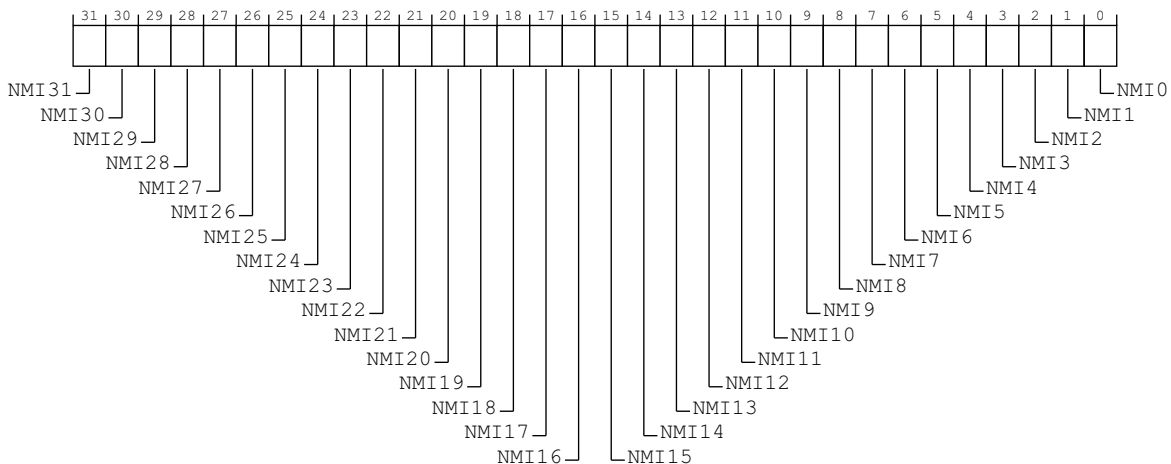 31 30 29 28 27 26 25 24 23 22 21 20 19 18 17 16 15 14 13 12 11 10 9 8 7 6 5 4 3 2 1 0
NMI31 NMI0
NMI30 NMI1
NMI29 NMI2
NMI28 NMI3
NMI27 NMI4
NMI26 NMI5
NMI25 NMI6
NMI24 NMI7
NMI23 NMI8
NMI22 NMI9
NMI21 NMI10
NMI20 NMI11
NMI19 NMI12
NMI18 NMI13
NMI17 NMI14
NMI16 NMI15